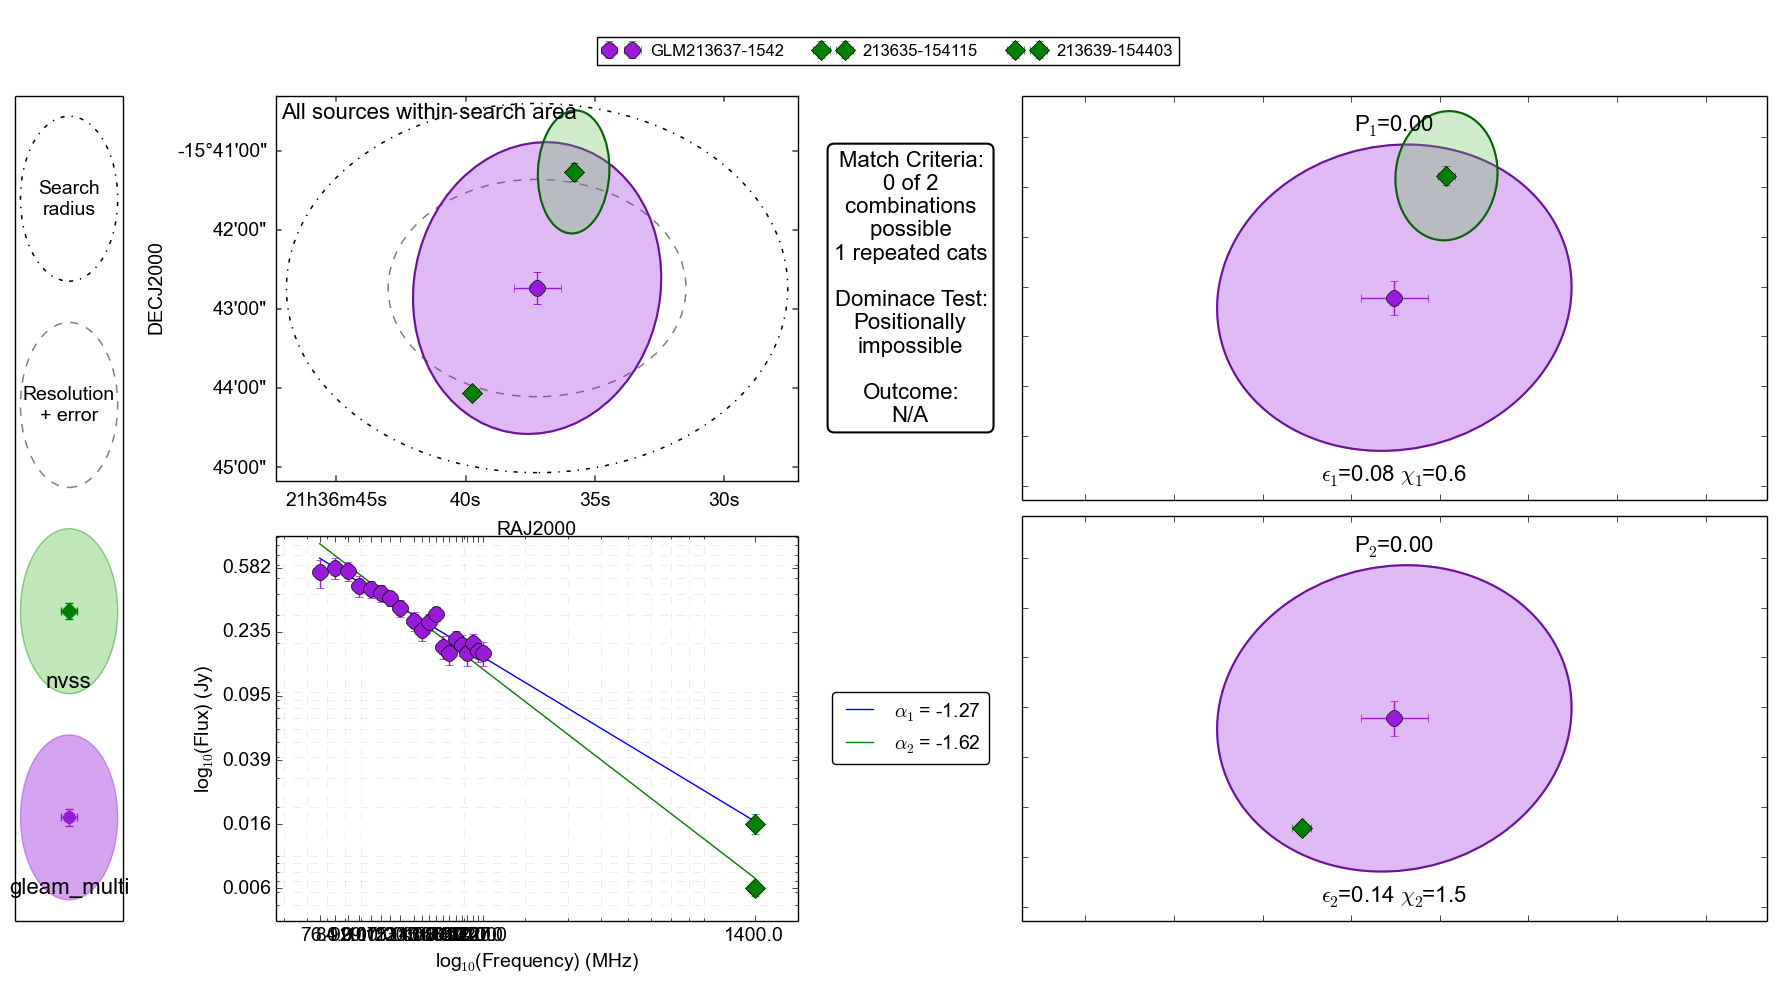 GLM213637-1542 213635-154115 213639-154403
Search
radius
Resolution
+ error
nvss
gleam_multi
All sources within search area
DECJ2000
-15°41'00"
42'00"
43'00"
44'00"
45'00"
21h36m45s 40s 35s 30s
RAJ2000
Match Criteria:
0 of 2
combinations
possible
1 repeated cats
Dominace Test:
Positionally
impossible
Outcome:
N/A
P1=0.00
ϵ1=0.08 χ1=0.6
log10(Flux) (Jy)
0.582
0.235
0.095
0.039
0.016
0.006
1400.0
log10(Frequency) (MHz)
α1 = -1.27
α2 = -1.62
P2=0.00
ϵ2=0.14 χ2=1.5